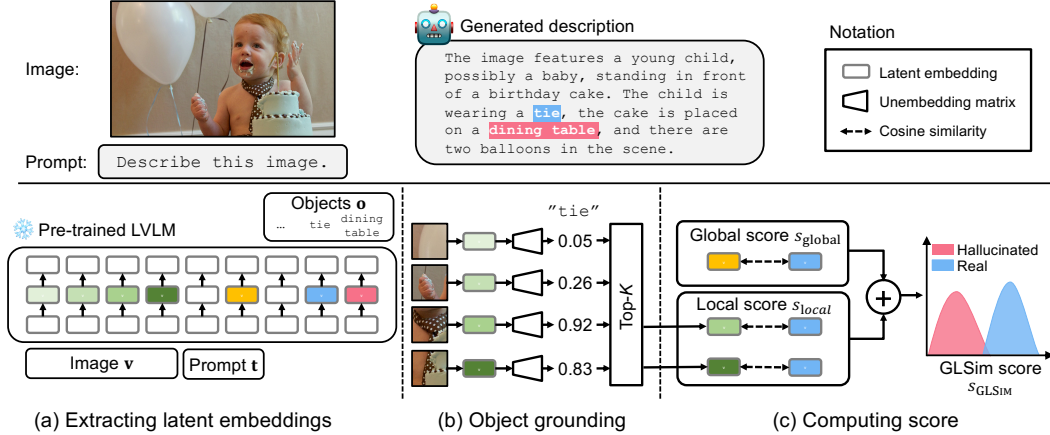 Image:
Prompt:
Describe this image.
Generated description
The image features a young child,
possibly a baby, standing in front
of a birthday cake. The child is
wearing a tie, the cake is placed
on a dining table, and there are
two balloons in the scene.
Notation
Latent embedding
Unembedding matrix
Cosine similarity
Pre-trained LVLM
Objects o
… tie dining
table
Image v
Prompt t
(a) Extracting latent embeddings
"tie"
0.05
0.26
0.92
0.83
Top-K
(b) Object grounding
Global score s_global
Local score s_local
+
Hallucinated
Real
GLSim score
s_GLSIM
(c) Computing score